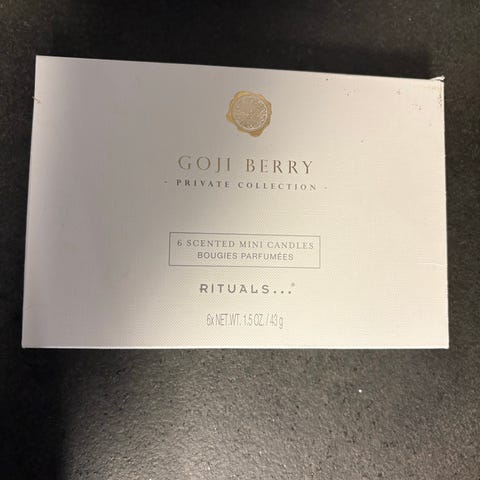 GOJI BERRY
- PRIVATE COLLECTION -
6 SCENTED MINI CANDLES
BOUGIES PARFUMÉES
RITUALS...®
6x NET.WT. 1.5 OZ. / 43 g